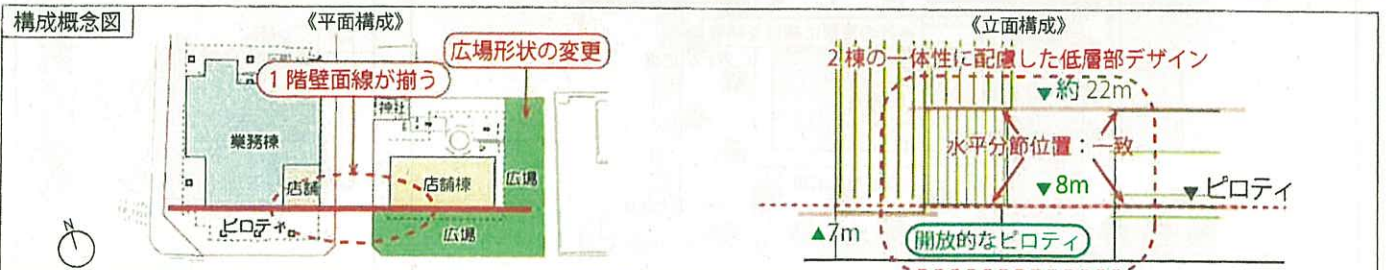 構成概念図
《平面構成》
広場形状の変更
1階壁面線が揃う
神社
業務棟
店舗
店舗棟
広場
ピロティ
広場
N
《立面構成》
2棟の一体性に配慮した低層部デザイン
▼約22m
水平分節位置:一致
▼8m
▼ピロティ
▲7m
開放的なピロティ